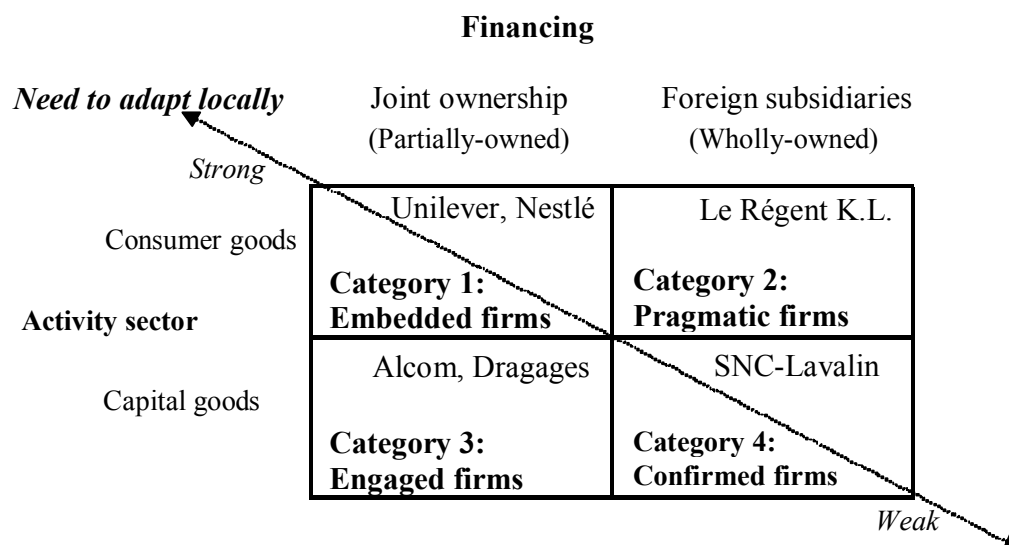 Financing
Need to adapt locally
Joint ownership
(Partially-owned)
Foreign subsidiaries
(Wholly-owned)
Strong
Consumer goods
Unilever, Nestlé
Le Régent K.L.
Category 1:
Embedded firms
Category 2:
Pragmatic firms
Activity sector
Capital goods
Alcom, Dragages
SNC-Lavalin
Category 3:
Engaged firms
Category 4:
Confirmed firms
Weak